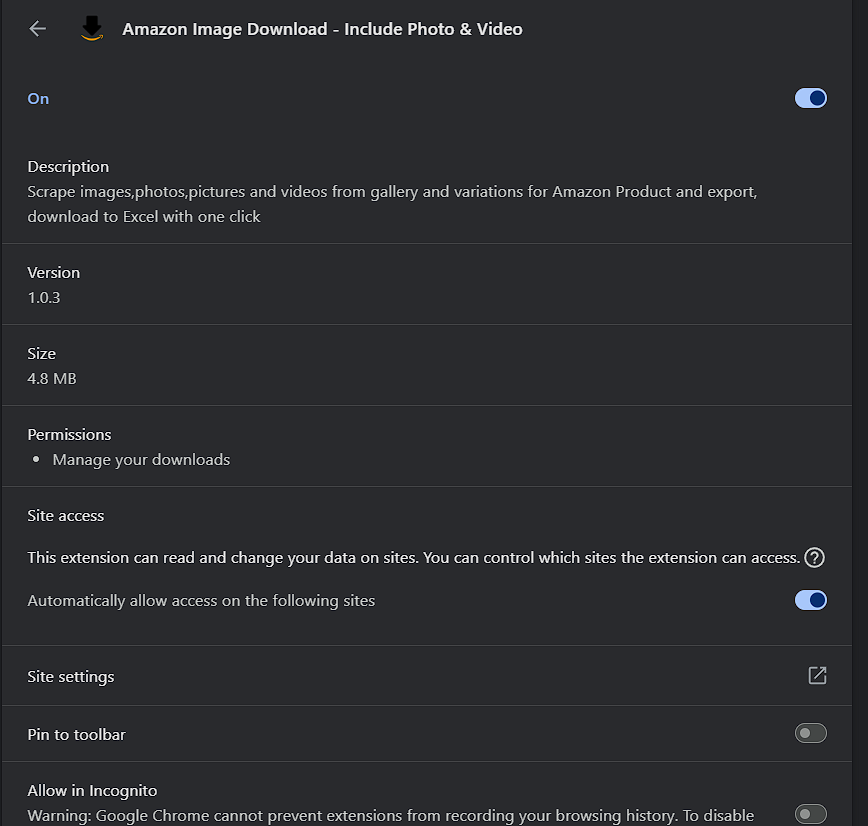 Amazon Image Download - Include Photo & Video
On
Description
Scrape images,photos,pictures and videos from gallery and variations for Amazon Product and export,
download to Excel with one click
Version
1.0.3
Size
4.8 MB
Permissions
• Manage your downloads
Site access
This extension can read and change your data on sites. You can control which sites the extension can access.
Automatically allow access on the following sites
Site settings
Pin to toolbar
Allow in Incognito
Warning: Google Chrome cannot prevent extensions from recording your browsing history. To disable